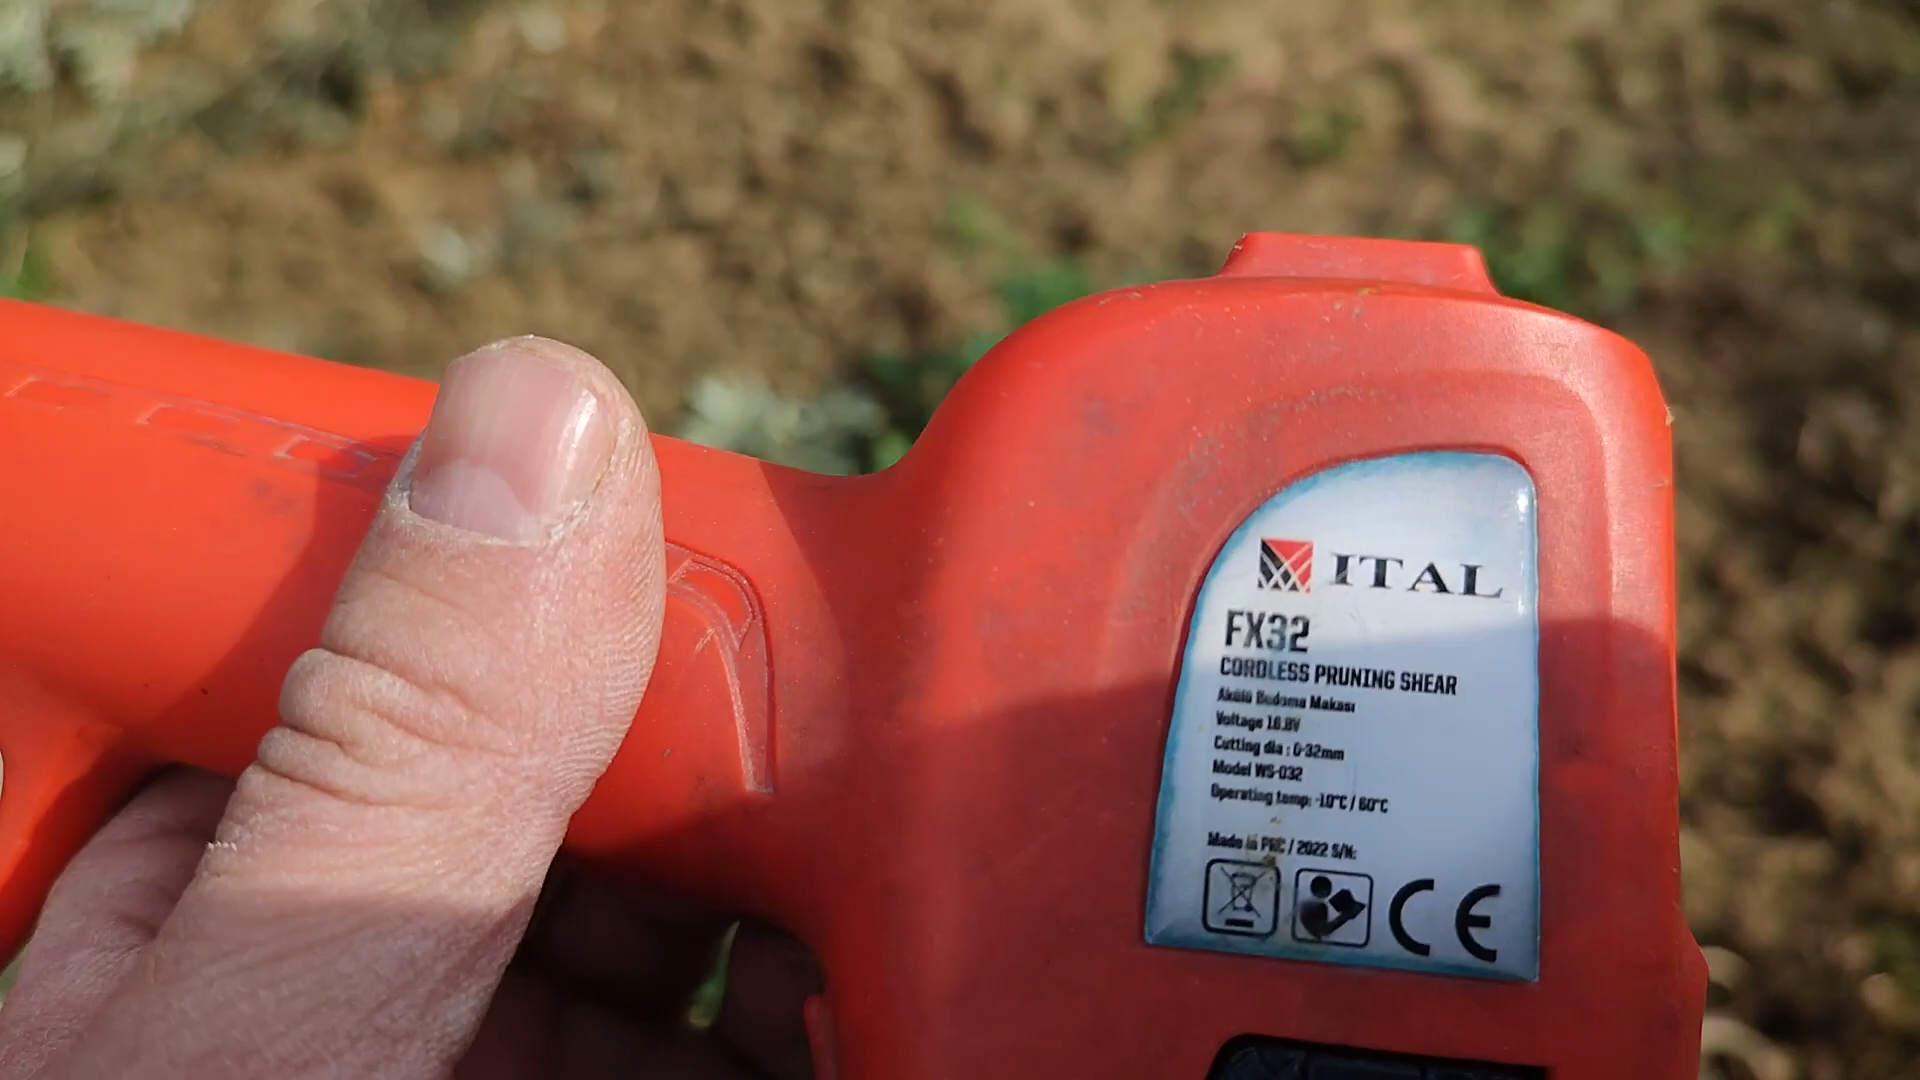 ITAL
FX32
CORDLESS PRUNING SHEAR
Akülü Budama Makası
Voltage 16.8V
Cutting dia : 0-32mm
Model WS-032
Operating temp: -10°C / 60°C
Made in PRC / 2022 S/N:
CE